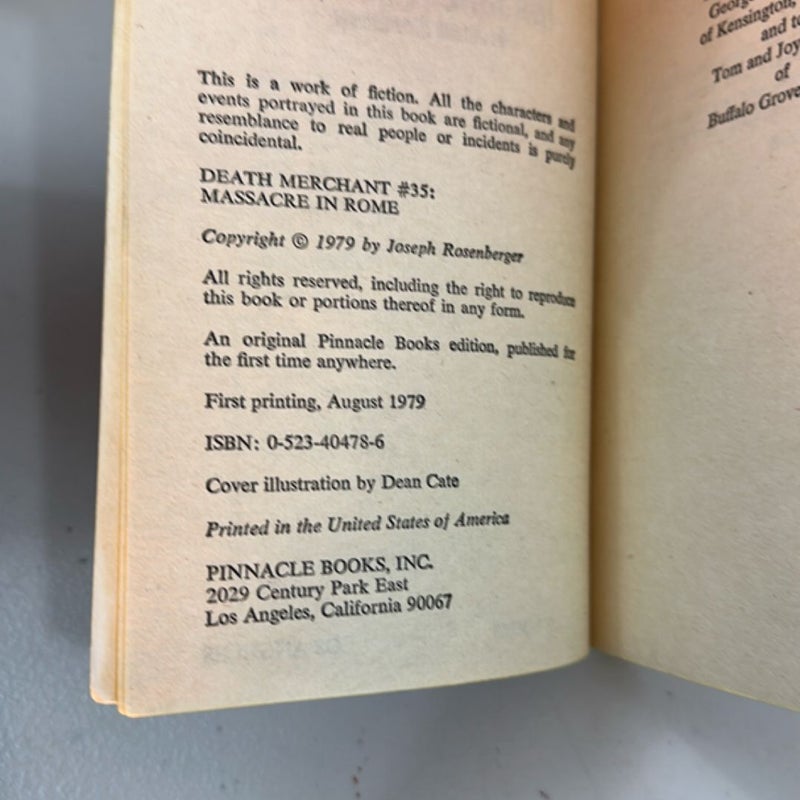 This is a work of fiction. All the characters and
events portrayed in this book are fictional, and any
resemblance to real people or incidents is purely
coincidental.
DEATH MERCHANT #35:
MASSACRE IN ROME
Copyright © 1979 by Joseph Rosenberger
All rights reserved, including the right to reproduce
this book or portions thereof in any form.
An original Pinnacle Books edition, published for
the first time anywhere.
First printing, August 1979
ISBN: 0-523-40478-6
Cover illustration by Dean Cate
Printed in the United States of America
PINNACLE BOOKS, INC.
2029 Century Park East
Los Angeles, California 90067
of Kensington,
and to
Tom and Joy
of
Buffalo Grove